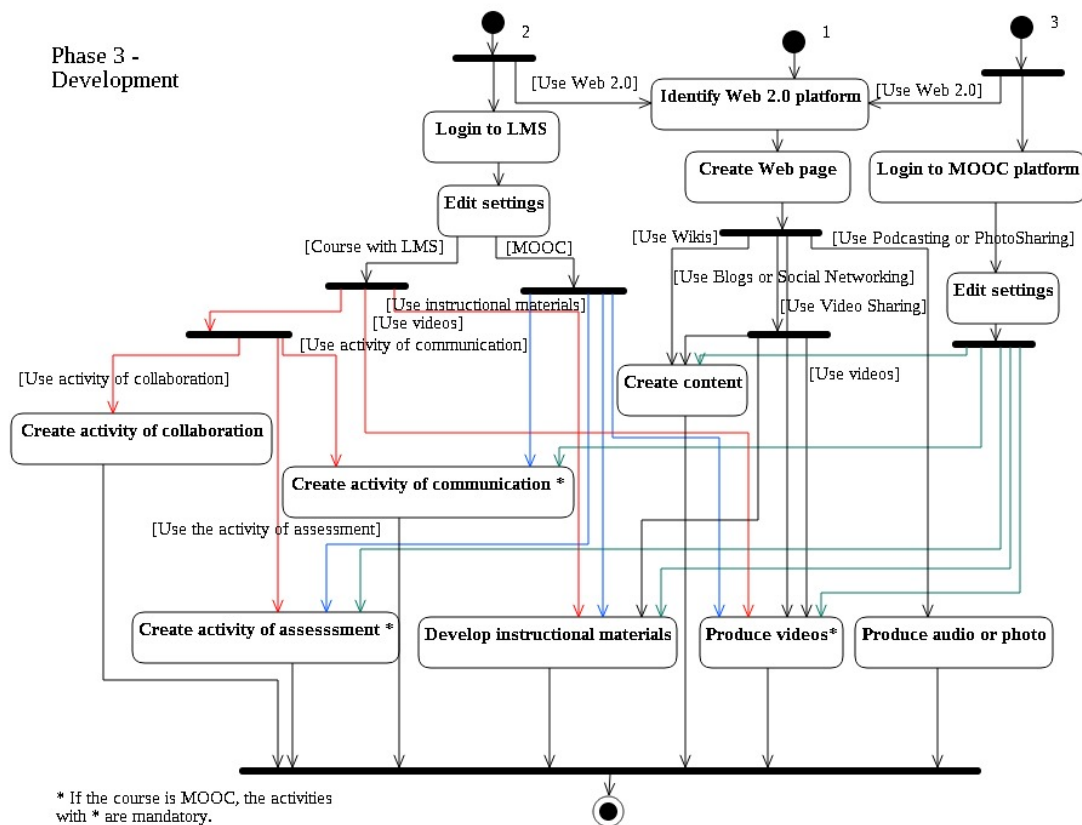 2
1
3
Phase 3 -
Development
[Use Web 2.0]
Identify Web 2.0 platform
[Use Web 2.0]
Login to LMS
Create Web page
Login to MOOC platform
Edit settings
[Course with LMS]
[MOOC]
[Use Wikis]
[Use Podcasting or PhotoSharing]
[Use Blogs or Social Networking]
Edit settings
[Use instructional materials]
[Use Video Sharing]
[Use videos]
[Use activity of communication]
[Use activity of collaboration]
Create content
[Use videos]
Create activity of collaboration
Create activity of communication *
[Use the activity of assessment]
Create activity of assesssment *
Develop instructional materials
Produce videos*
Produce audio or photo
* If the course is MOOC, the activities
with * are mandatory.